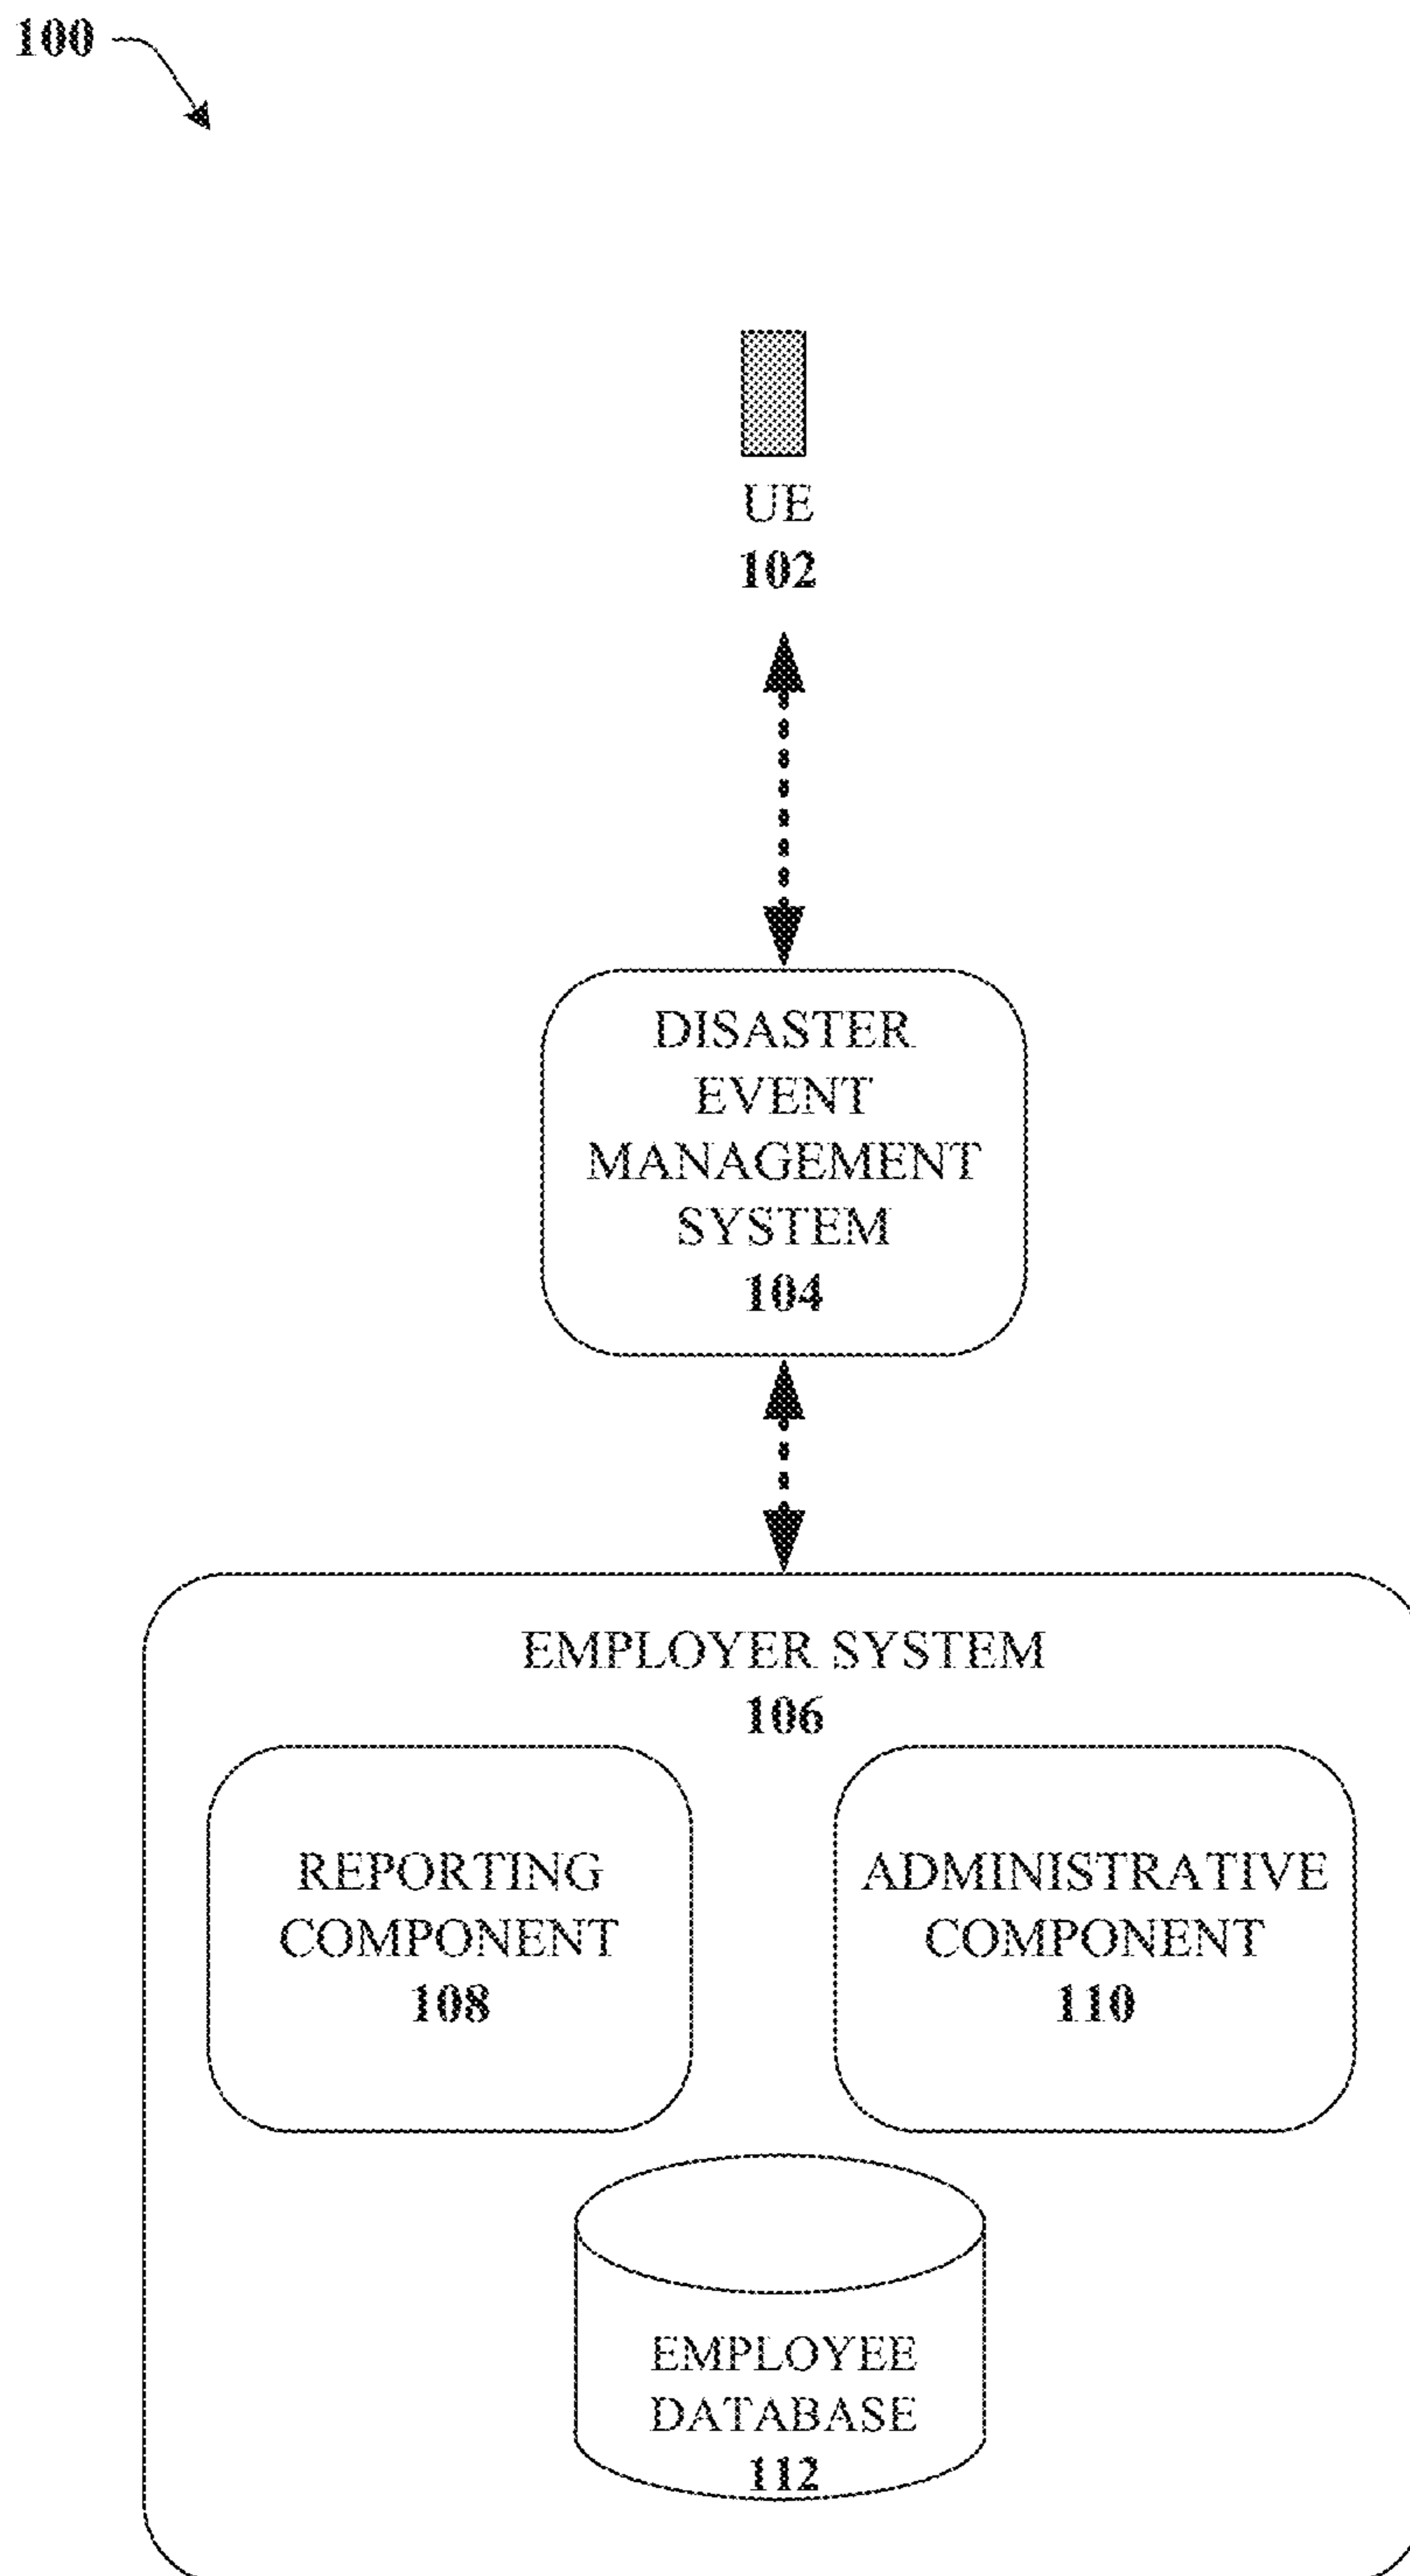 100
UE
102
DISASTER
EVENT
MANAGEMENT
SYSTEM
104
EMPLOYER SYSTEM
106
REPORTING
COMPONENT
108
ADMINISTRATIVE
COMPONENT
110
EMPLOYEE
DATABASE
112